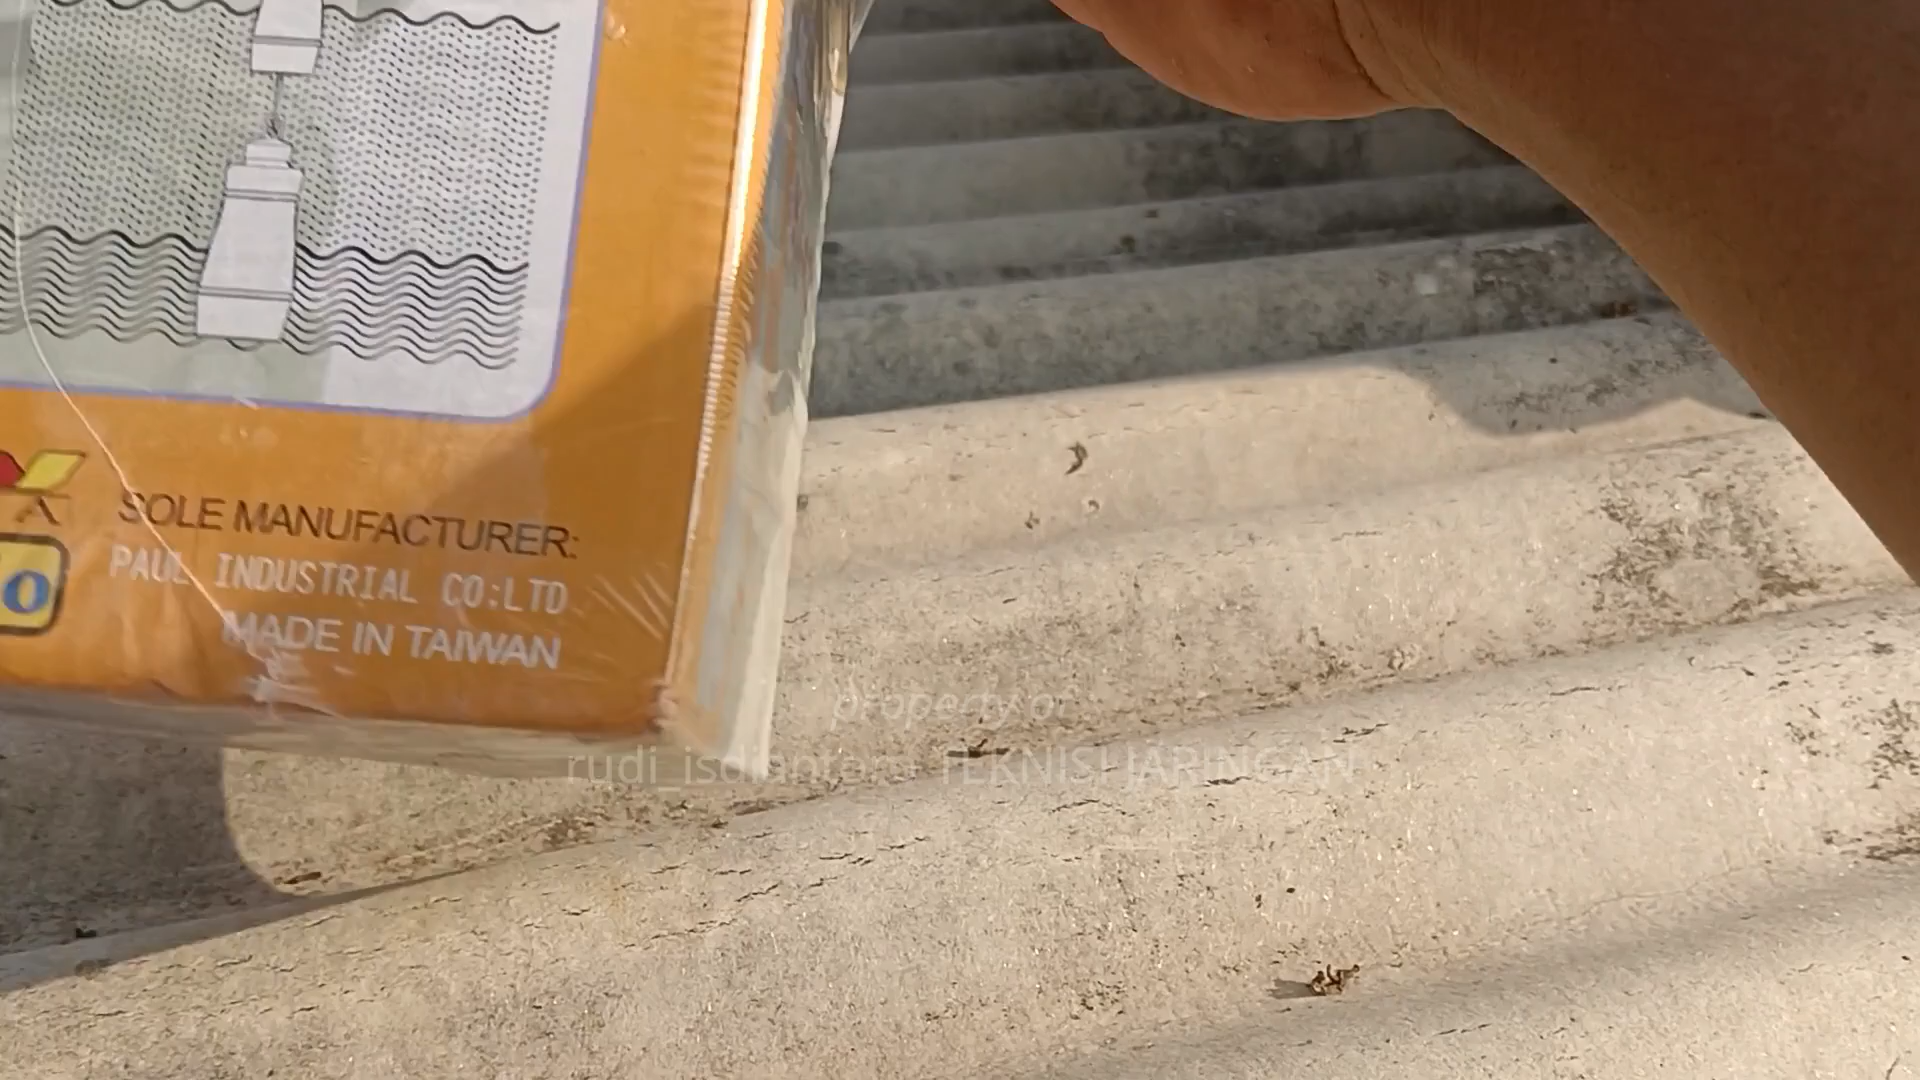 SOLE MANUFACTURER:
PAUL INDUSTRIAL CO:LTD
MADE IN TAIWAN
O
property of
TEKNISI JARINGAN